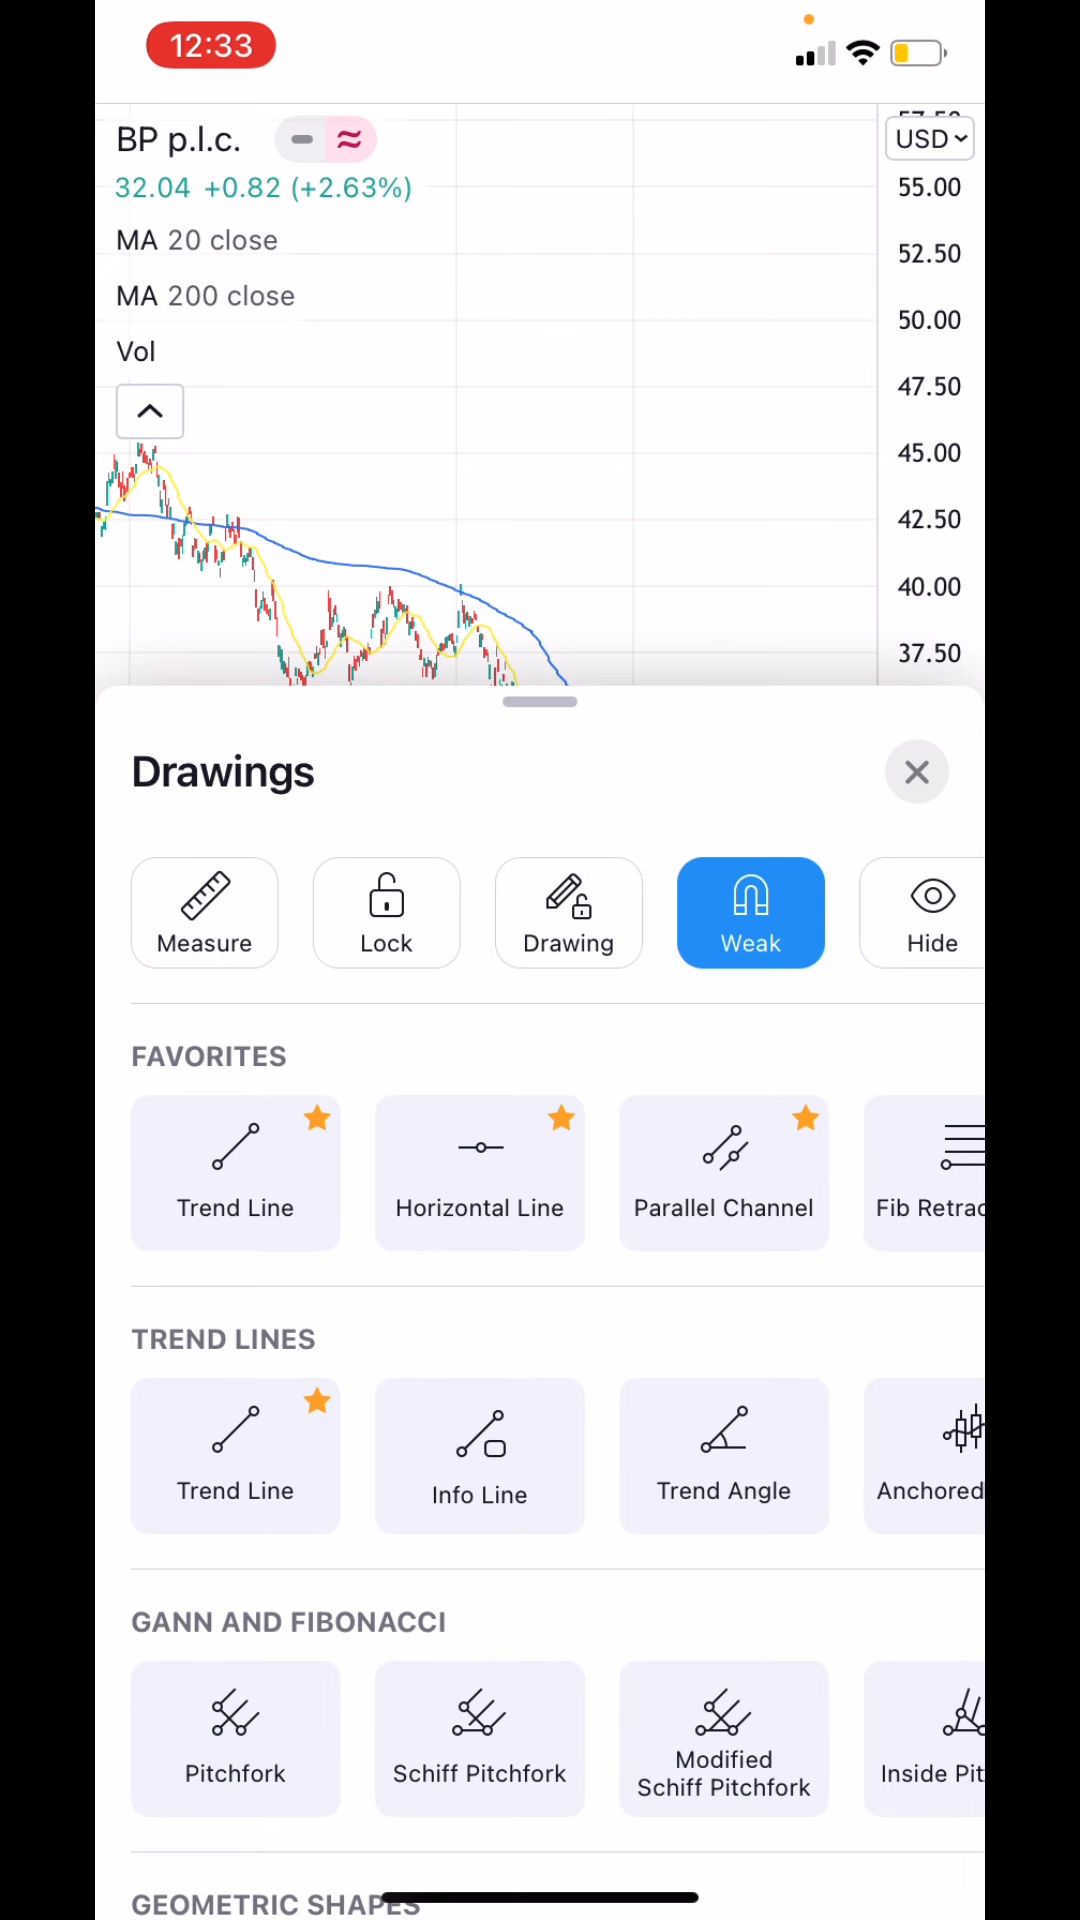 12:33
BP p.l.c.
USD
32.04 +0.82 (+2.63%)
55.00
MA 20 close
52.50
MA 200 close
50.00
Vol
47.50
45.00
42.50
40.00
37.50
Drawings
Measure Lock Drawing Weak Hide
FAVORITES
Trend Line Horizontal Line Parallel Channel Fib Retrac
TREND LINES
Trend Line Info Line Trend Angle Anchored
GANN AND FIBONACCI
Pitchfork Schiff Pitchfork Modified Schiff Pitchfork Inside Pit
GEOMETRIC SHAPES